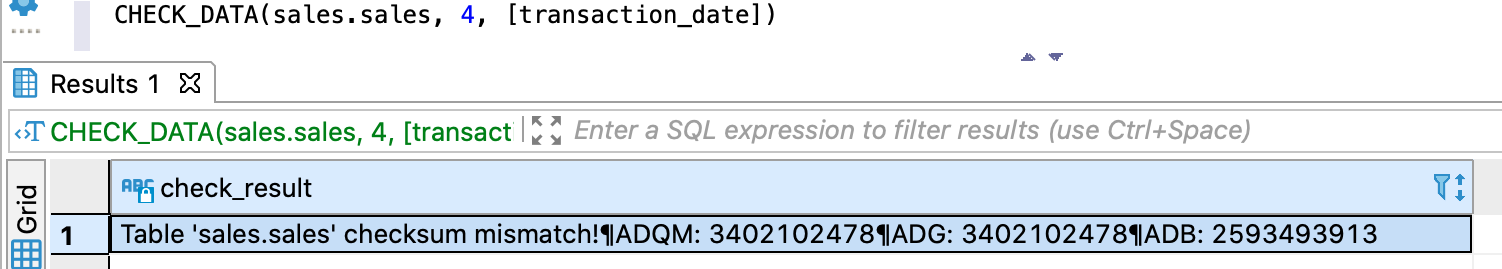 CHECK_DATA(sales.sales, 4, [transaction_date])
Results 1
T CHECK_DATA(sales.sales, 4, [transact Enter a SQL expression to filter results (use Ctrl+Space)
Grid
ABC check_result
1 Table 'sales.sales' checksum mismatch!¶ADQM: 3402102478¶ADG: 3402102478¶ADB: 2593493913